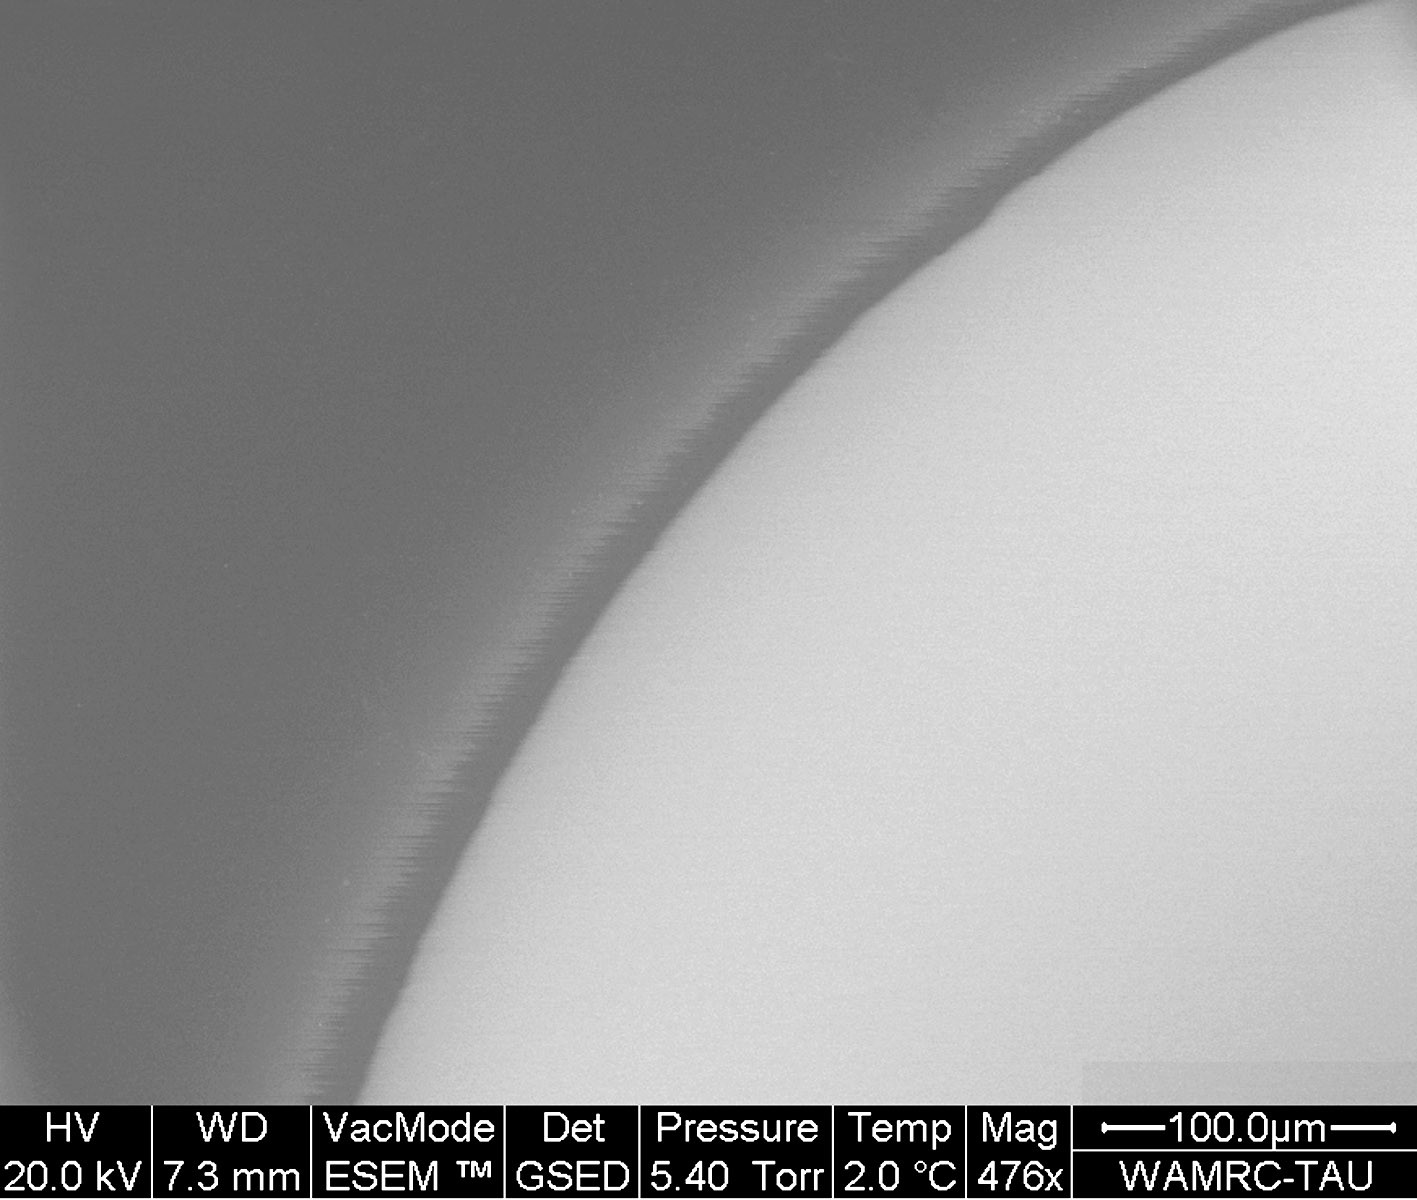 HV WD VacMode Det Pressure Temp Mag 100.0µm
20.0 kV 7.3 mm ESEM ™ GSED 5.40 Torr 2.0 °C 476x WAMRC-TAU